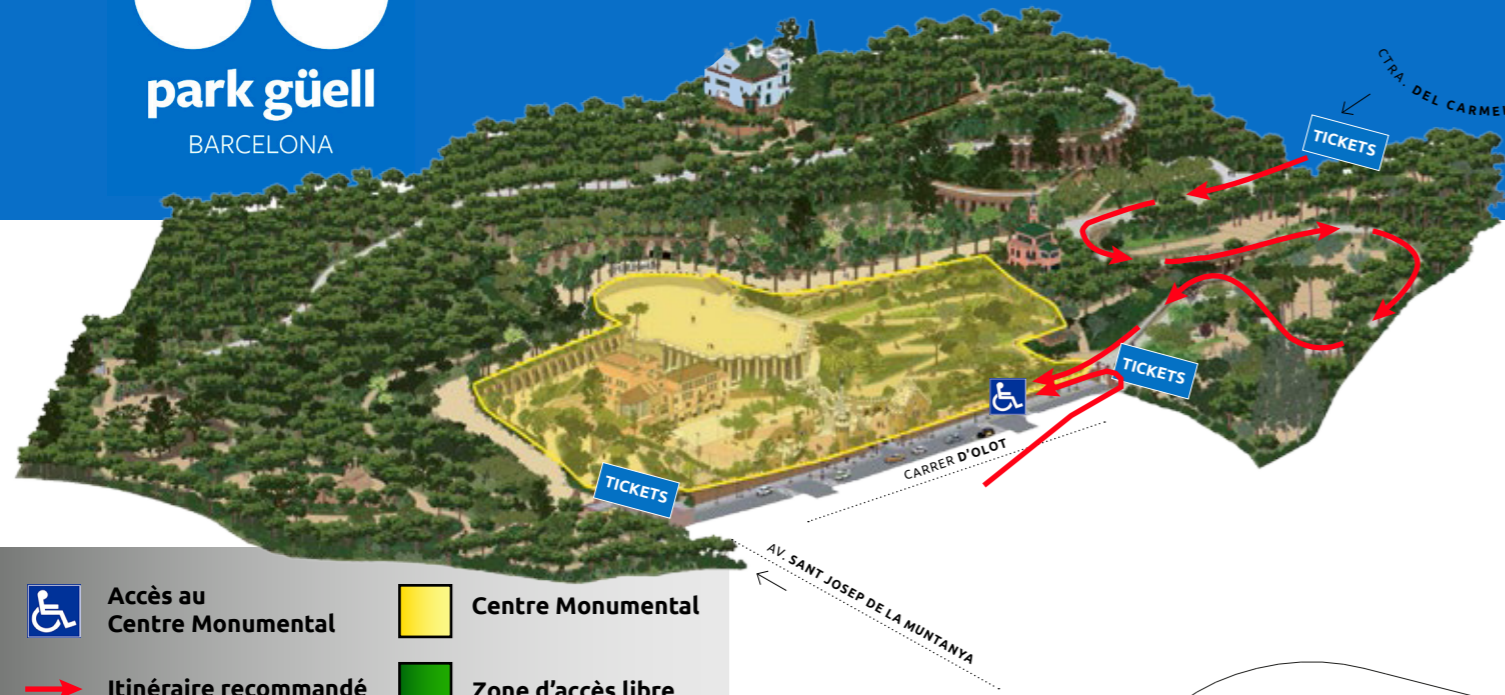 park güell
BARCELONA
CTRA. DEL CARMEL
TICKETS
TICKETS
CARRER D'OLOT
TICKETS
AV. SANT JOSEP DE LA MUNTANYA
Accès au
Centre Monumental
Centre Monumental
Itinéraire recommandé
Zone d'accès libre